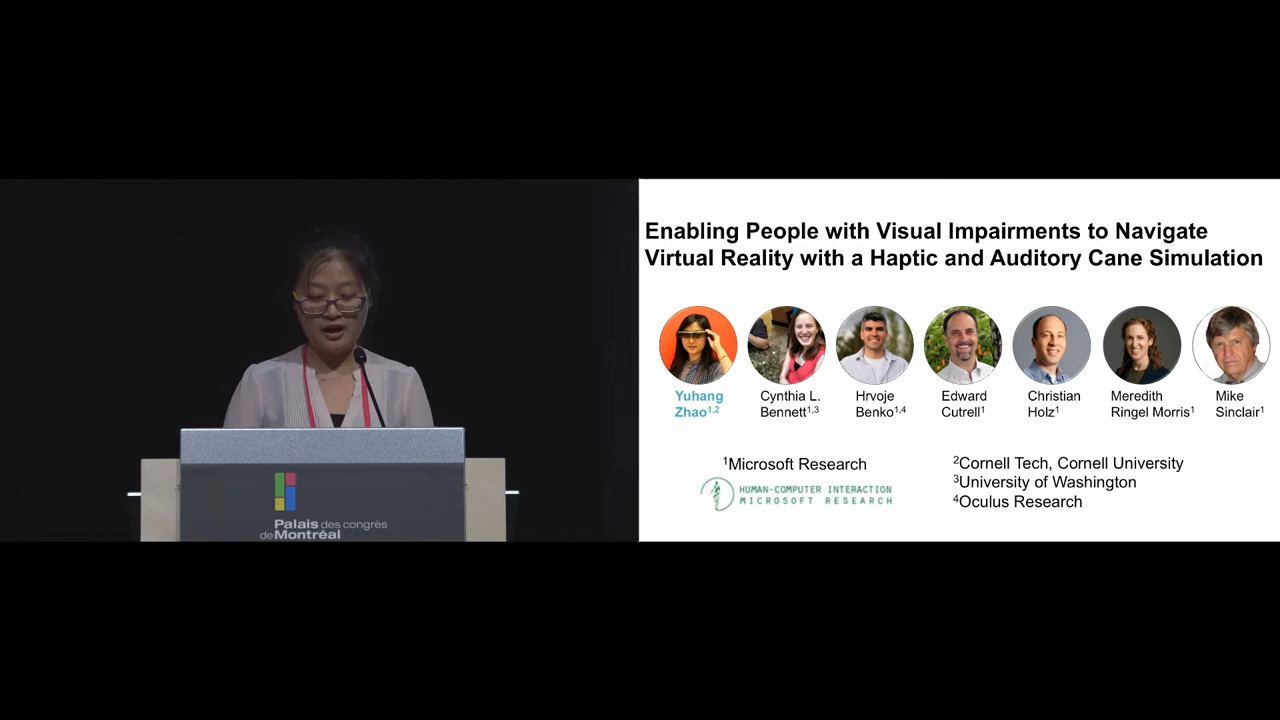 Enabling People with Visual Impairments to Navigate
Virtual Reality with a Haptic and Auditory Cane Simulation
Yuhang
Zhao1,2
Cynthia L.
Bennett1,3
Hrvoje
Benko1,4
Edward
Cutrell1
Christian
Holz1
Meredith
Ringel Morris1
Mike
Sinclair1
1Microsoft Research
HUMAN-COMPUTER INTERACTION
MICROSOFT RESEARCH
2Cornell Tech, Cornell University
3University of Washington
4Oculus Research
Palais des congrès
de Montréal